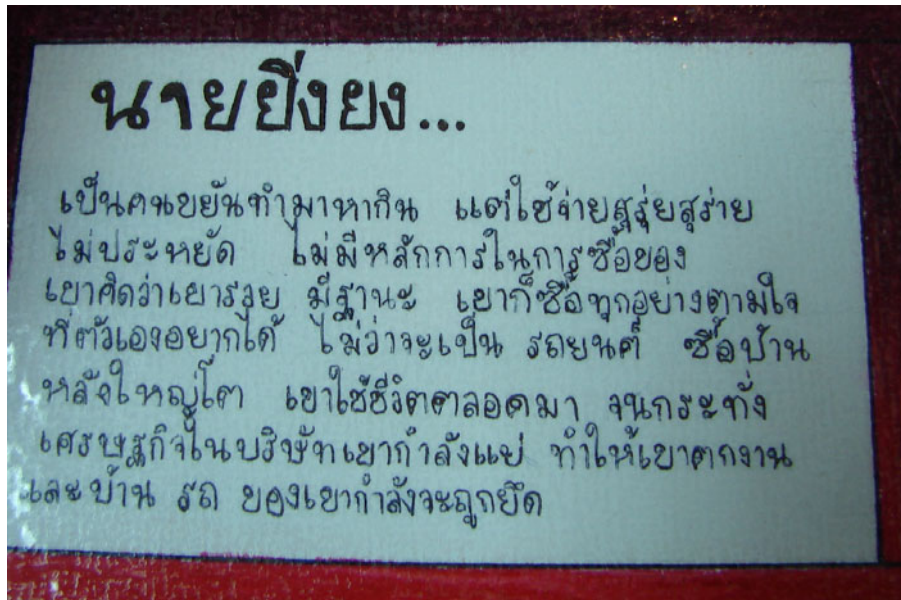 นายยิ่งยง...
เป็นคนขยันทำมาหากิน แต่ใช้จ่ายสุรุ่ยสุร่าย
ไม่ประหยัด ไม่มีหลักการในการซื้อของ
เขาคิดว่าเขารวย มีฐานะ เขาก็ซื้อทุกอย่างตามใจ
ที่ตัวเองอยากได้ ไม่ว่าจะเป็น รถยนต์ ซื้อบ้าน
หลังใหญ่โต เขาใช้ชีวิตตลอดมา จนกระทั่ง
เศรษฐกิจในบริษัทเขากำลังแย่ ทำให้เขาตกงาน
และบ้าน รถ ของเขากำลังจะถูกยึด